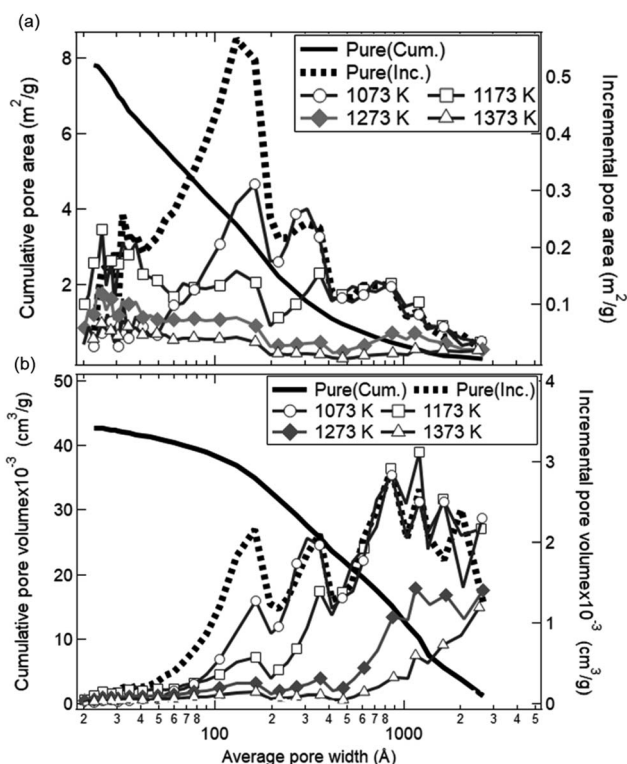 (a)
8
6
4
2
Cumulative pore area (m²/g)
Pure(Cum.)
Pure(Inc.)
1073 K 1173 K
1273 K 1373 K
0.5
0.4
0.3
0.2
0.1
Incremental pore area (m²/g)
(b)
50
40
30
20
10
0
Cumulative pore volumex10⁻³ (cm³/g)
Pure(Cum.) Pure(Inc.)
1073 K 1173 K
1273 K 1373 K
4
3
2
1
0
Incremental pore volumex10⁻³
(cm³/g)
2 3 4 5 6 7 8 100 2 3 4 5 6 7 8 1000 2 3 4 5
Average pore width (Å)